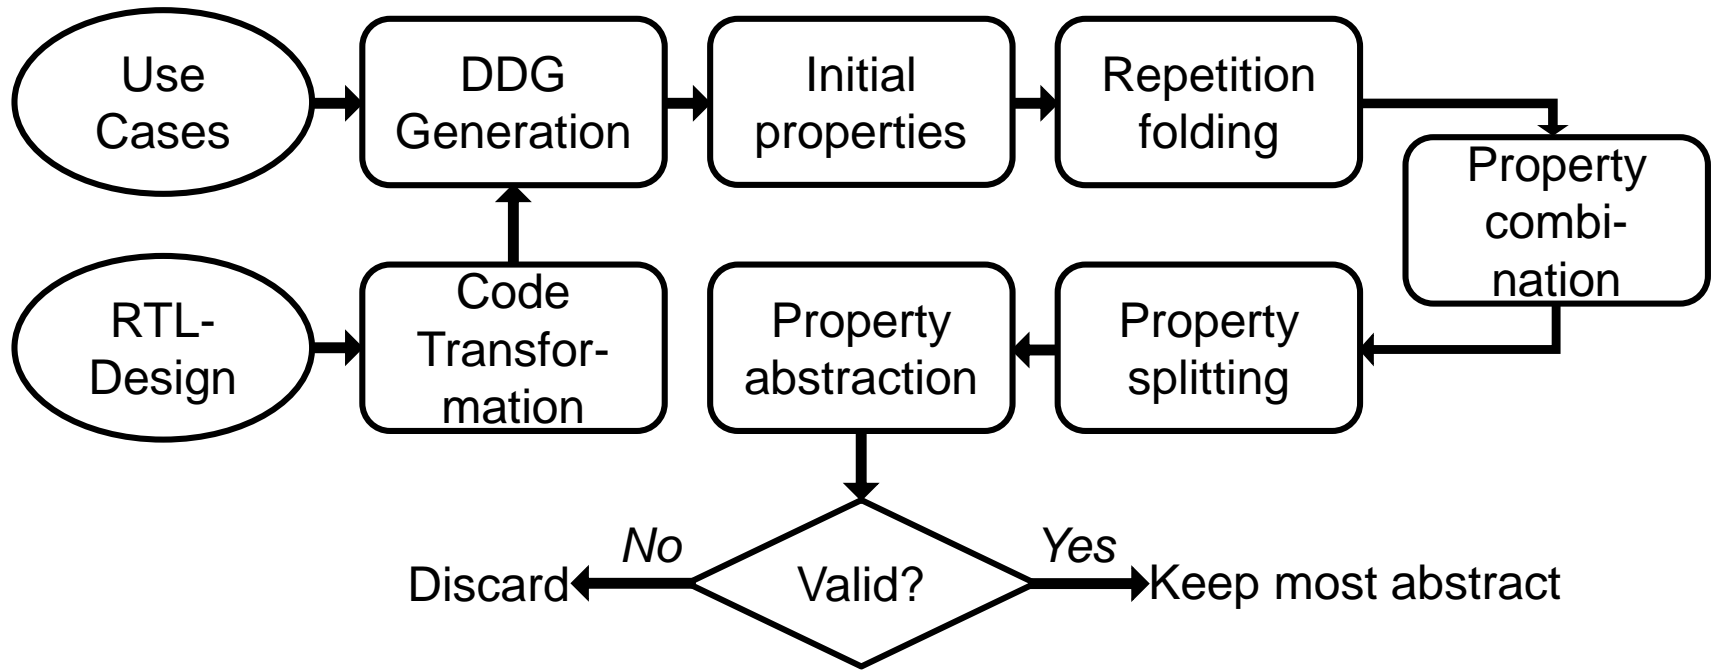 Use
Cases
DDG
Generation
Initial
properties
Repetition
folding
Property
combi-
nation
RTL-
Design
Code
Transfor-
mation
Property
abstraction
Property
splitting
No
Yes
Discard
Valid?
Keep most abstract